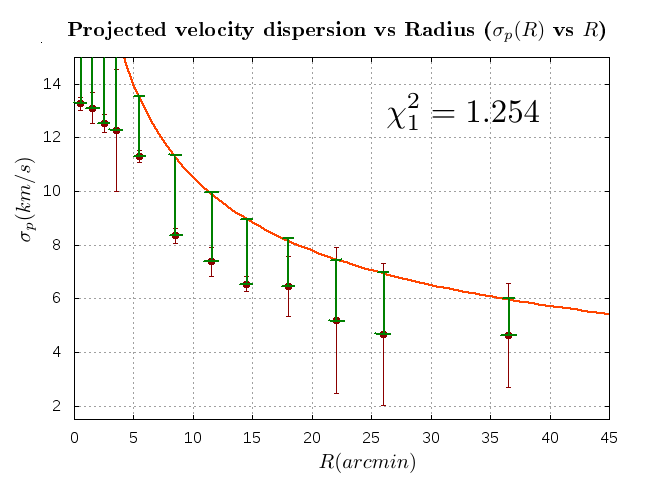 Projected velocity dispersion vs Radius (σp(R) vs R)
χ₁² = 1.254
σp(km/s)
14
12
10
8
6
4
2
0 5 10 15 20 25 30 35 40 45
R(arcmin)